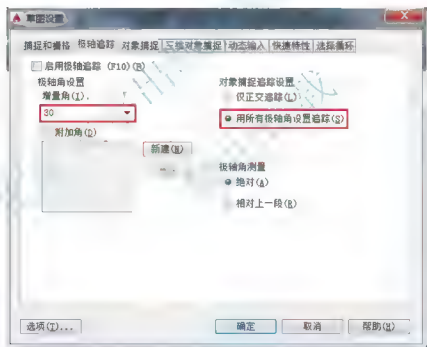 草图设置
捕捉和栅格 极轴追踪 对象捕捉 三维对象捕捉 动态输入 快捷特性 选择循环
启用极轴追踪 (F10)(P)
极轴角设置
增量角(I):
30
附加角(D)
新建(N)
对象捕捉追踪设置
仅正交追踪(L)
用所有极轴角设置追踪(S)
极轴角测量
绝对(A)
相对上一段(R)
选项(T)... 确定 取消 帮助(H)